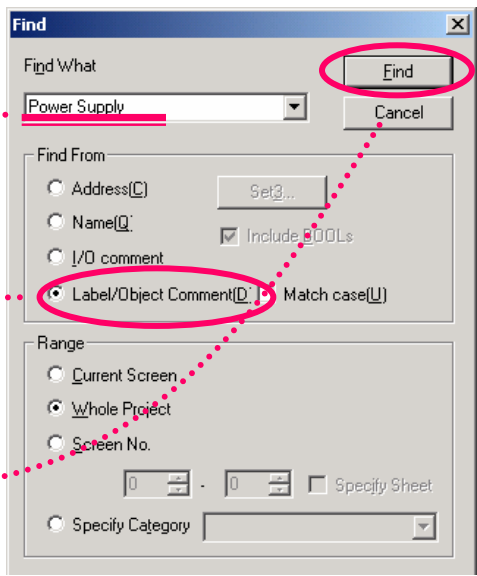 Find
Find What
Find
Power Supply
Cancel
Find From
Address(C)
Set3...
Name(Q
Include BOOLs
I/O comment
Label/Object Comment(D
Match case(U)
Range
Current Screen
Whole Project
Screen No.
0 - 0 Specify Sheet
Specify Category